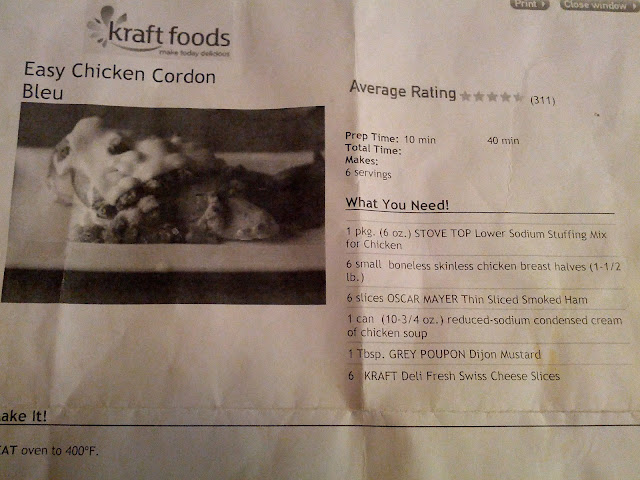 Print
Close window
kraft foods
make today delicious
Easy Chicken Cordon
Bleu
Average Rating (311)
Prep Time: 10 min 40 min
Total Time:
Makes:
6 servings
What You Need!
1 pkg. (6 oz.) STOVE TOP Lower Sodium Stuffing Mix
for Chicken
6 small boneless skinless chicken breast halves (1-1/2
lb.)
6 slices OSCAR MAYER Thin Sliced Smoked Ham
1 can (10-3/4 oz.) reduced-sodium condensed cream
of chicken soup
1 Tbsp. GREY POUPON Dijon Mustard
6 KRAFT Deli Fresh Swiss Cheese Slices
ake It!
EAT oven to 400°F.